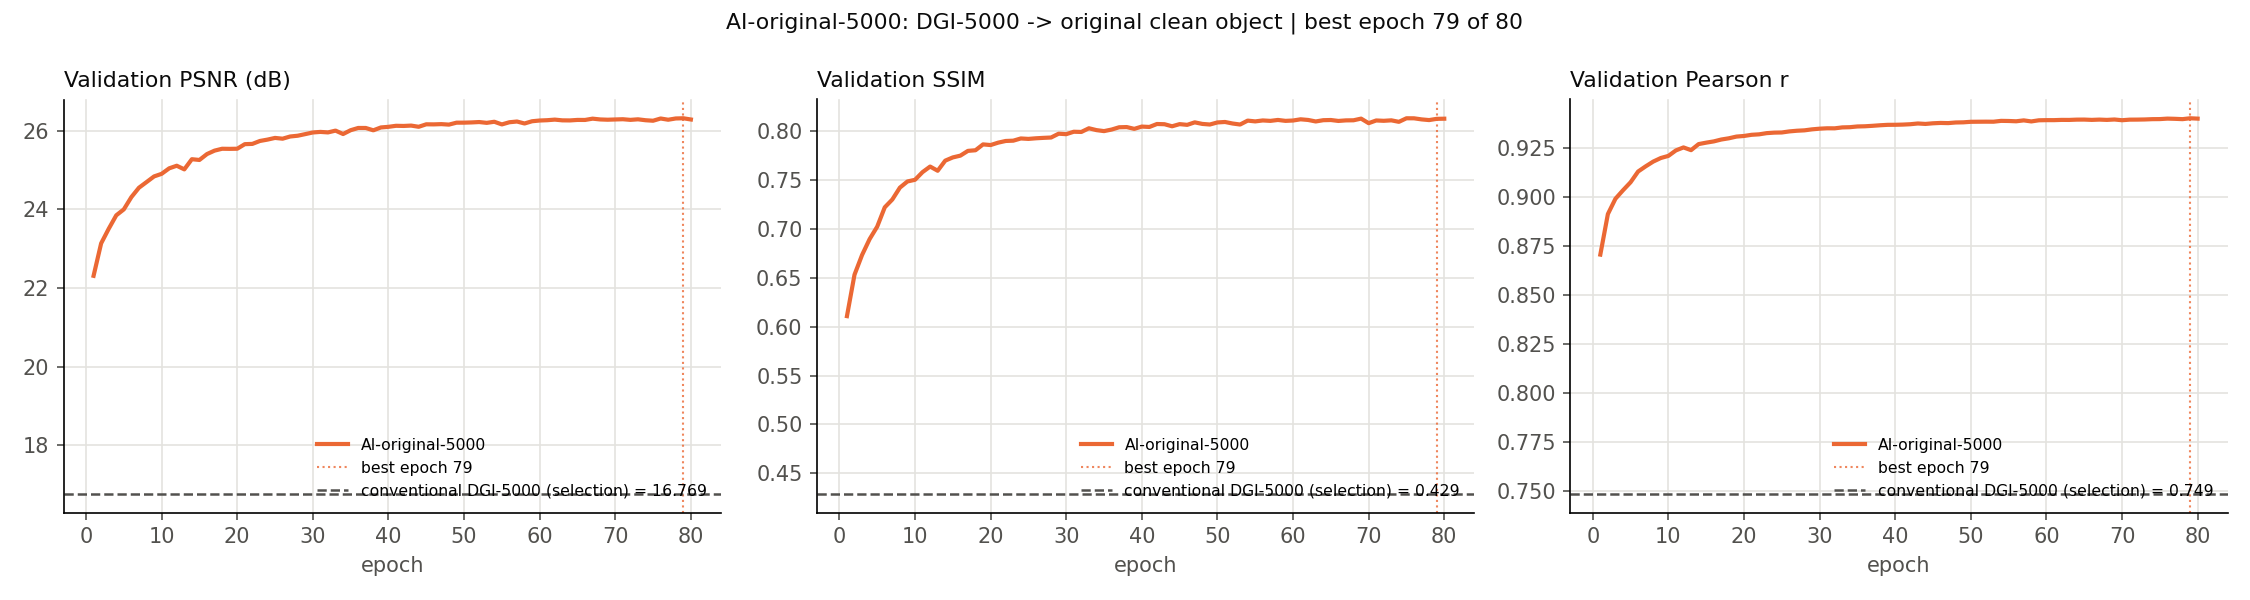 AI-original-5000: DGI-5000 -> original clean object | best epoch 79 of 80
Validation PSNR (dB)
26
24
22
20
18
AI-original-5000
best epoch 79
conventional DGI-5000 (selection) = 16.769
0 10 20 30 40 50 60 70 80
epoch
Validation SSIM
0.80
0.75
0.70
0.65
0.60
0.55
0.50
0.45
AI-original-5000
best epoch 79
conventional DGI-5000 (selection) = 0.429
0 10 20 30 40 50 60 70 80
epoch
Validation Pearson r
0.925
0.900
0.875
0.850
0.825
0.800
0.775
0.750
AI-original-5000
best epoch 79
conventional DGI-5000 (selection) = 0.749
0 10 20 30 40 50 60 70 80
epoch